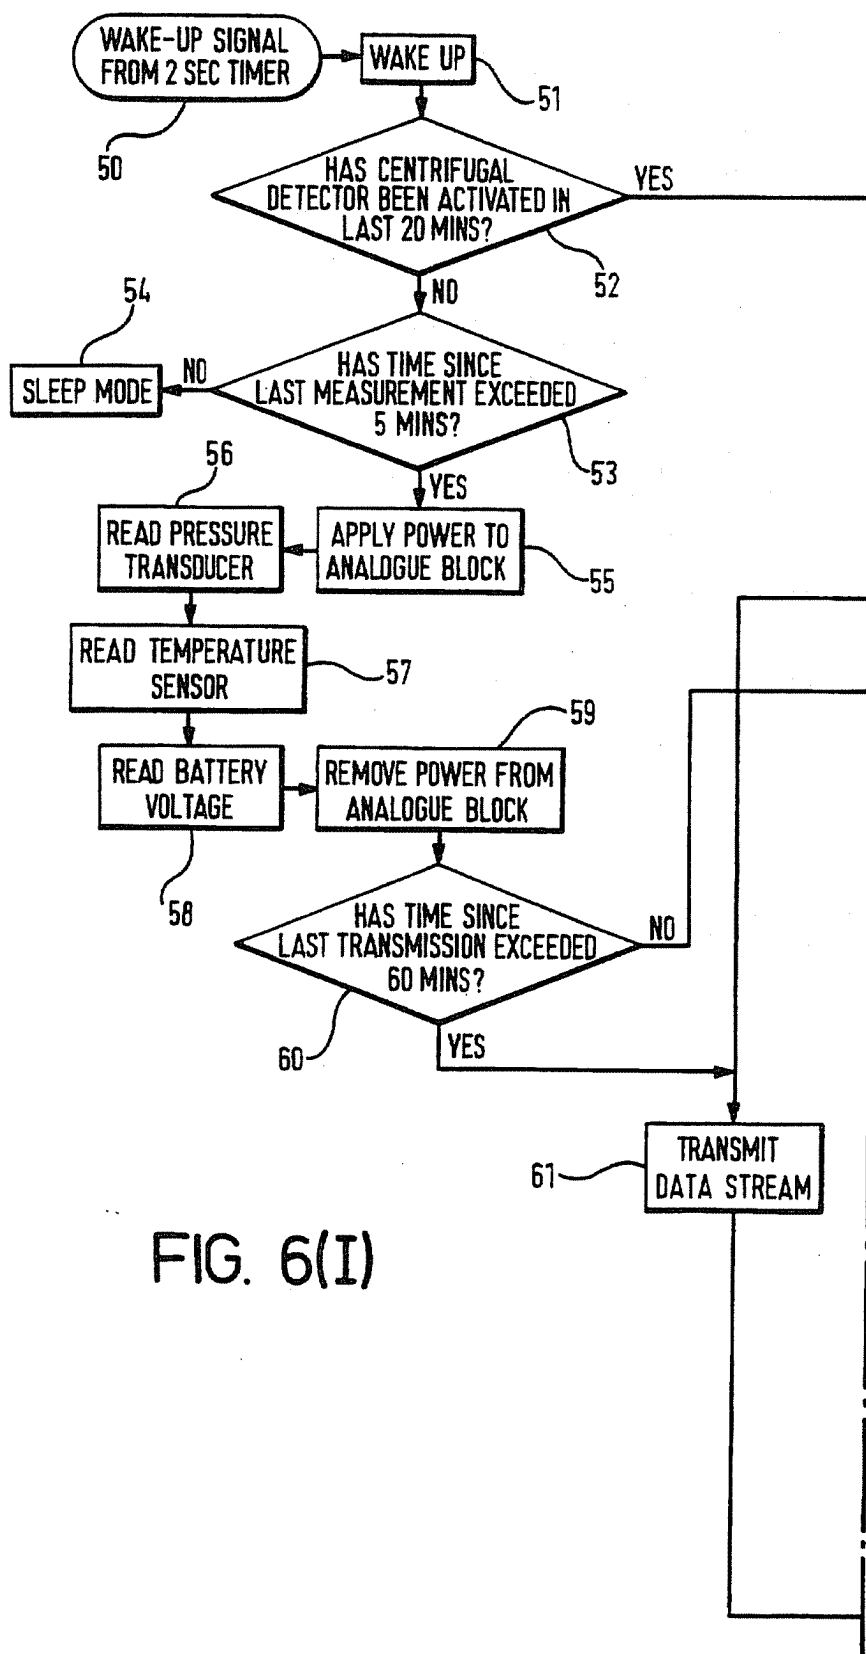 WAKE-UP SIGNAL
FROM 2 SEC TIMER
50
WAKE UP
51
HAS CENTRIFUGAL
DETECTOR BEEN ACTIVATED IN
LAST 20 MINS?
YES
52
NO
54
SLEEP MODE
NO
HAS TIME SINCE
LAST MEASUREMENT EXCEEDED
5 MINS?
53
YES
56
READ PRESSURE
TRANSDUCER
APPLY POWER TO
ANALOGUE BLOCK
55
READ TEMPERATURE
SENSOR
57
59
READ BATTERY
VOLTAGE
58
REMOVE POWER FROM
ANALOGUE BLOCK
HAS TIME SINCE
LAST TRANSMISSION EXCEEDED
60 MINS?
NO
60
YES
61
TRANSMIT
DATA STREAM
FIG. 6(I)